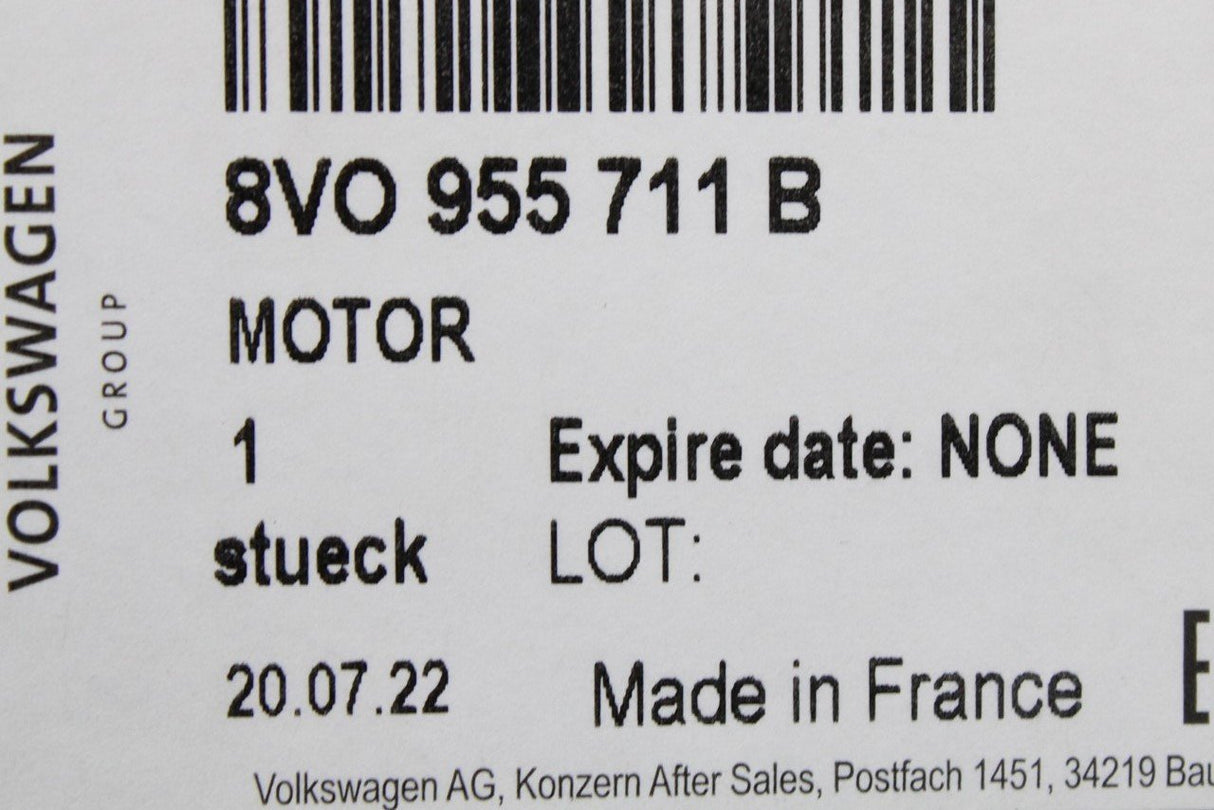 VOLKSWAGEN
GROUP
8VO 955 711 B
MOTOR
1
Expire date: NONE
stueck
LOT:
20.07.22
Made in France
Volkswagen AG, Konzern After Sales, Postfach 1451, 34219